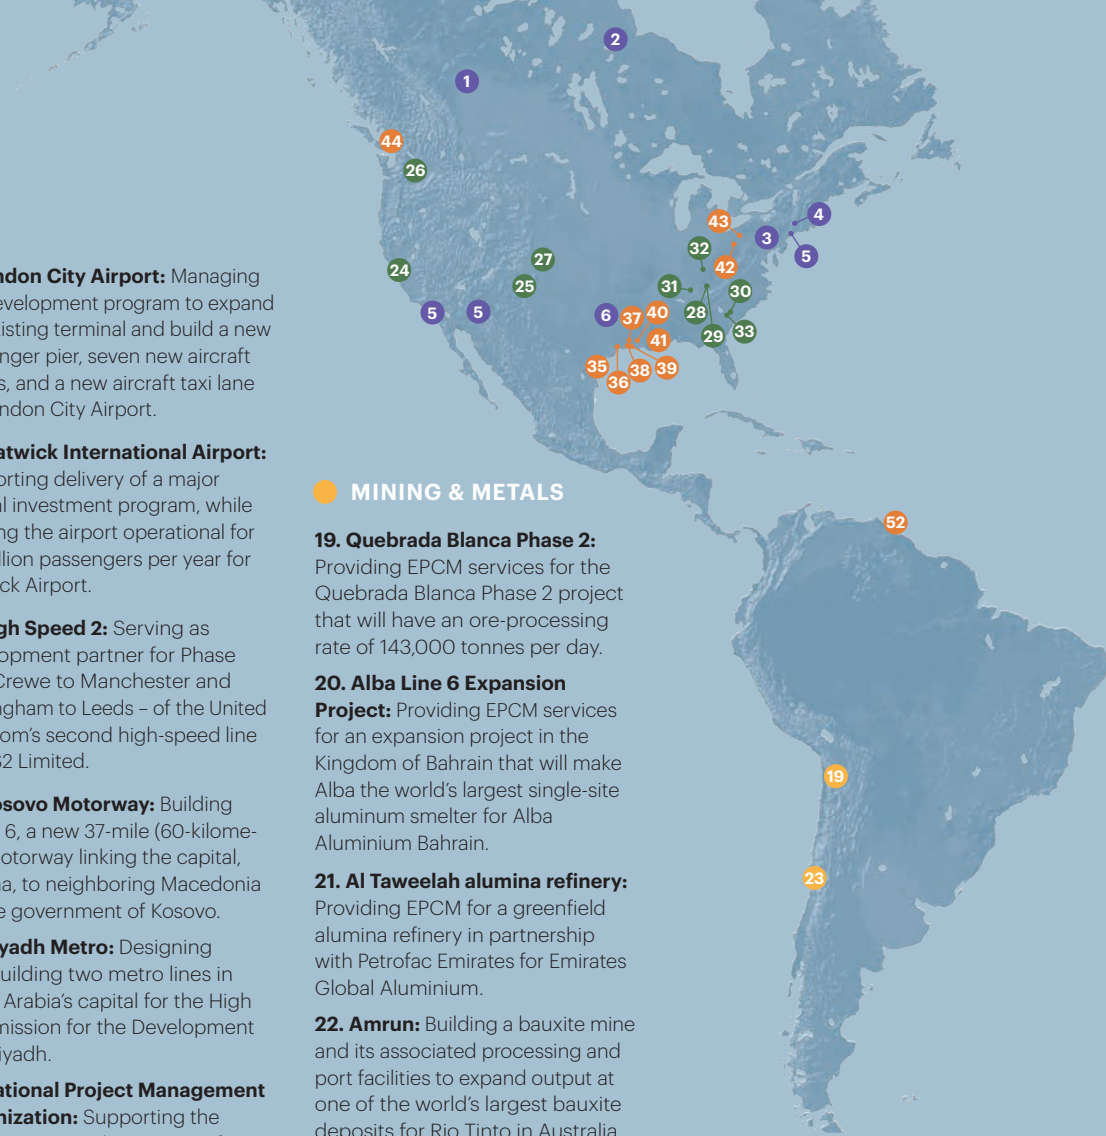 2
1
44
26
4
43
3
5
32
42
27
24
25
31
30
5
5
6
37
40
28
33
29
41
35
36
38
39
52
19
23
ndon City Airport: Managing
evelopment program to expand
isting terminal and build a new
nger pier, seven new aircraft
s, and a new aircraft taxi lane
ndon City Airport.
atwick International Airport:
orting delivery of a major
al investment program, while
ng the airport operational for
llion passengers per year for
ck Airport.
gh Speed 2: Serving as
opment partner for Phase
Crewe to Manchester and
ngham to Leeds – of the United
om’s second high-speed line
S2 Limited.
osovo Motorway: Building
6, a new 37-mile (60-kilome-
otorway linking the capital,
na, to neighboring Macedonia
e government of Kosovo.
yadh Metro: Designing
uilding two metro lines in
Arabia’s capital for the High
mission for the Development
iyadh.
ational Project Management
nization: Supporting the
MINING & METALS
19. Quebrada Blanca Phase 2:
Providing EPCM services for the
Quebrada Blanca Phase 2 project
that will have an ore-processing
rate of 143,000 tonnes per day.
20. Alba Line 6 Expansion
Project: Providing EPCM services
for an expansion project in the
Kingdom of Bahrain that will make
Alba the world’s largest single-site
aluminum smelter for Alba
Aluminium Bahrain.
21. Al Taweelah alumina refinery:
Providing EPCM for a greenfield
alumina refinery in partnership
with Petrofac Emirates for Emirates
Global Aluminium.
22. Amrun: Building a bauxite mine
and its associated processing and
port facilities to expand output at
one of the world’s largest bauxite
deposits for Rio Tinto in Australia